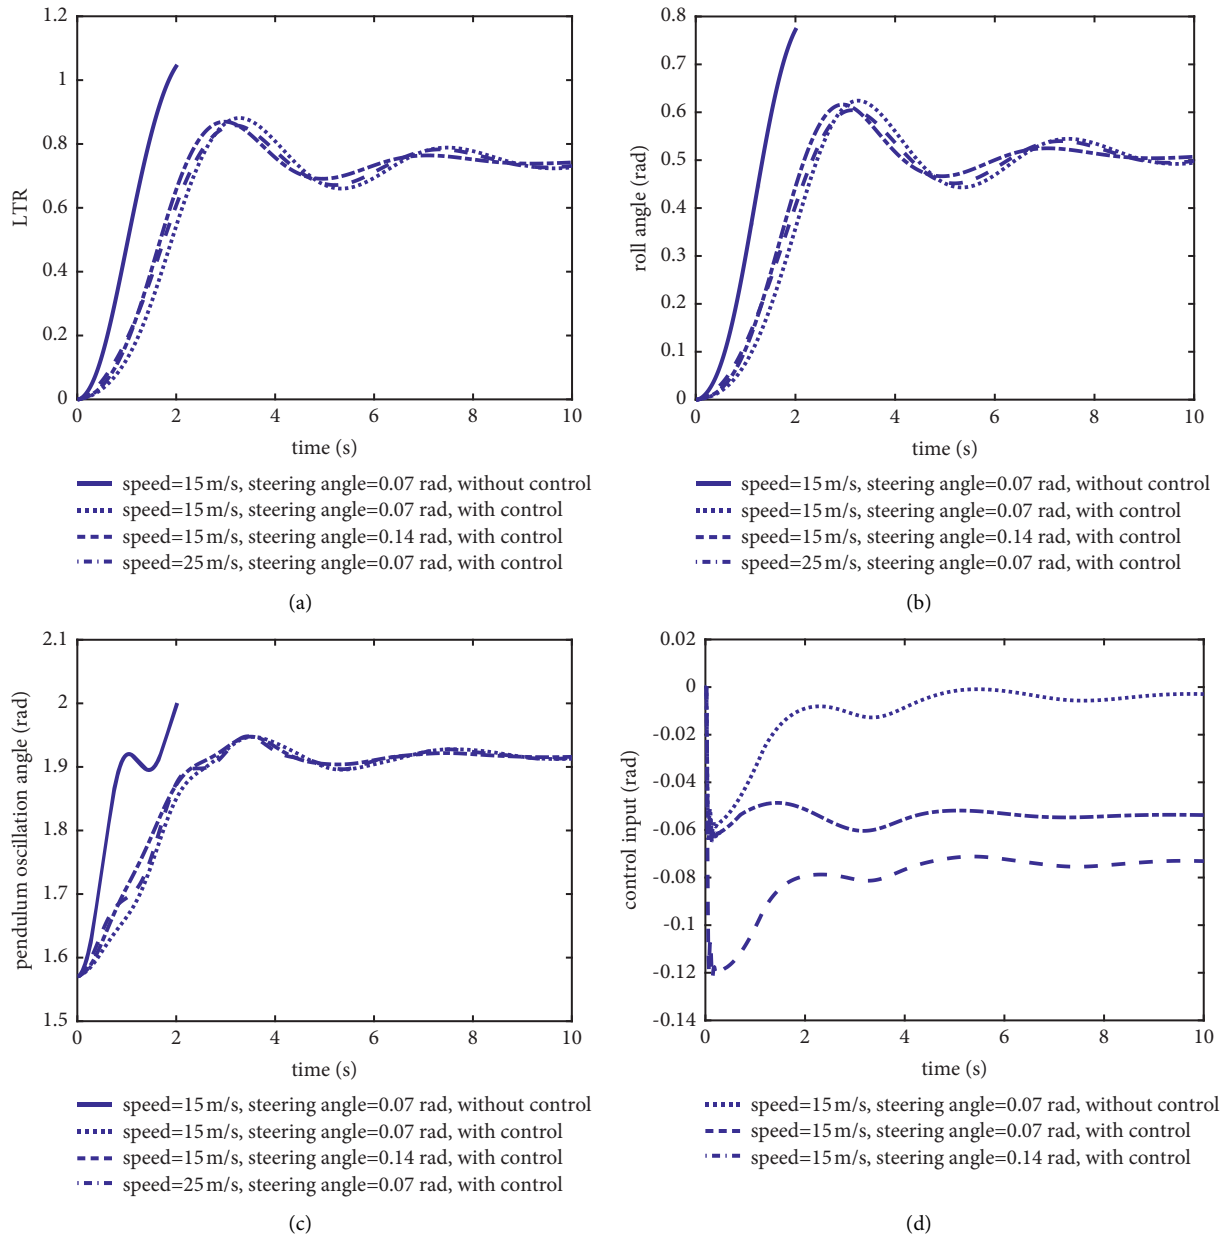 1.2
1
0.8
0.6
0.4
0.2
0
LTR
0 2 4 6 8 10
time (s)
speed=15 m/s, steering angle=0.07 rad, without control
speed=15 m/s, steering angle=0.07 rad, with control
speed=15 m/s, steering angle=0.14 rad, with control
speed=25 m/s, steering angle=0.07 rad, with control
(a)
0.8
0.7
0.6
0.5
0.4
0.3
0.2
0.1
0
roll angle (rad)
0 2 4 6 8 10
time (s)
speed=15 m/s, steering angle=0.07 rad, without control
speed=15 m/s, steering angle=0.07 rad, with control
speed=15 m/s, steering angle=0.14 rad, with control
speed=25 m/s, steering angle=0.07 rad, with control
(b)
2.1
2
1.9
1.8
1.7
1.6
1.5
pendulum oscillation angle (rad)
0 2 4 6 8 10
time (s)
speed=15 m/s, steering angle=0.07 rad, without control
speed=15 m/s, steering angle=0.07 rad, with control
speed=15 m/s, steering angle=0.14 rad, with control
speed=25 m/s, steering angle=0.07 rad, with control
(c)
0.02
0
-0.02
-0.04
-0.06
-0.08
-0.1
-0.12
-0.14
control input (rad)
0 2 4 6 8 10
time (s)
speed=15 m/s, steering angle=0.07 rad, without control
speed=15 m/s, steering angle=0.07 rad, with control
speed=15 m/s, steering angle=0.14 rad, with control
(d)